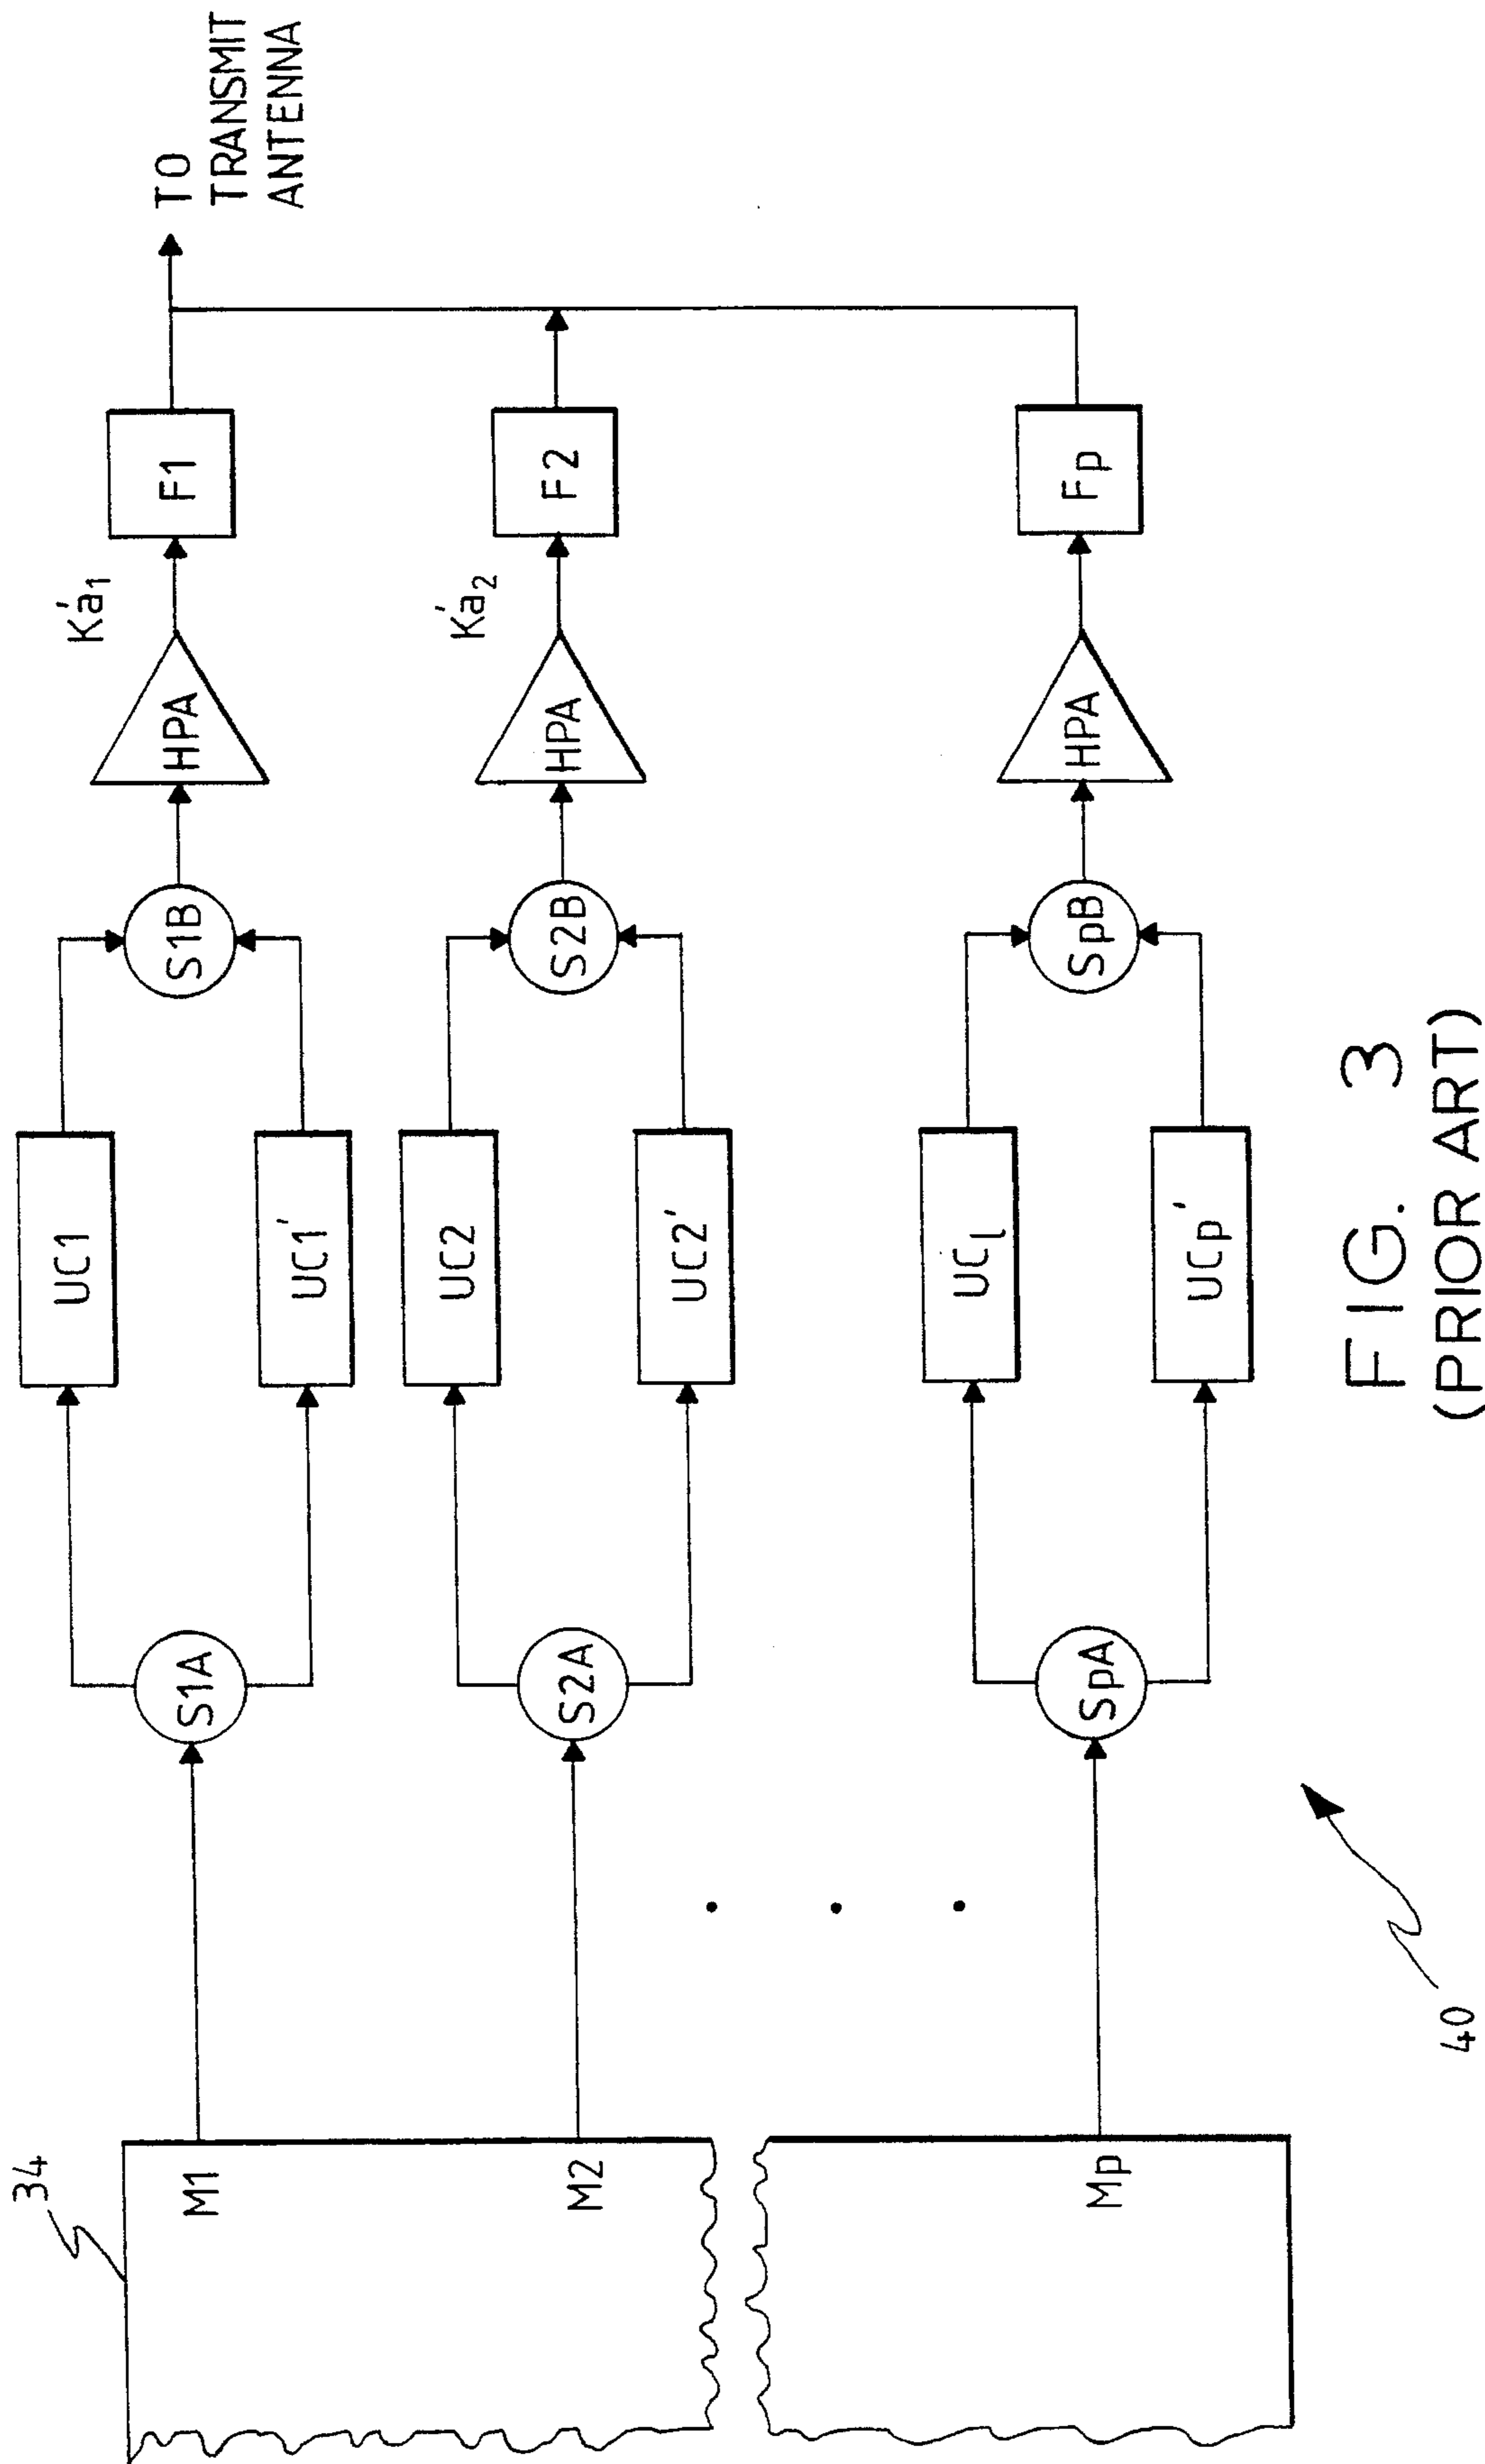 34
M1
S1A
UC1
UC1'
S1B
HPA
Ka'1
F1
TO
TRANSMIT
ANTENNA
M2
S2A
UC2
UC2'
S2B
HPA
Ka'2
F2
Mp
SpA
UCl
UCp'
SpB
HPA
Fp
40
FIG. 3
(PRIOR ART)